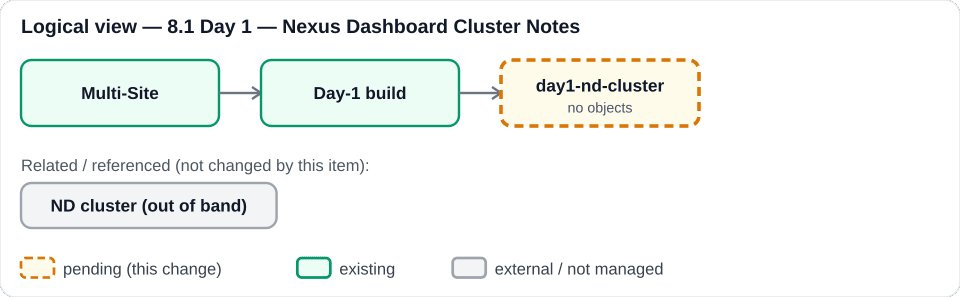 Logical view — 8.1 Day 1 — Nexus Dashboard Cluster Notes
Multi-Site
Day-1 build
day1-nd-cluster
no objects
Related / referenced (not changed by this item):
ND cluster (out of band)
pending (this change)
existing
external / not managed